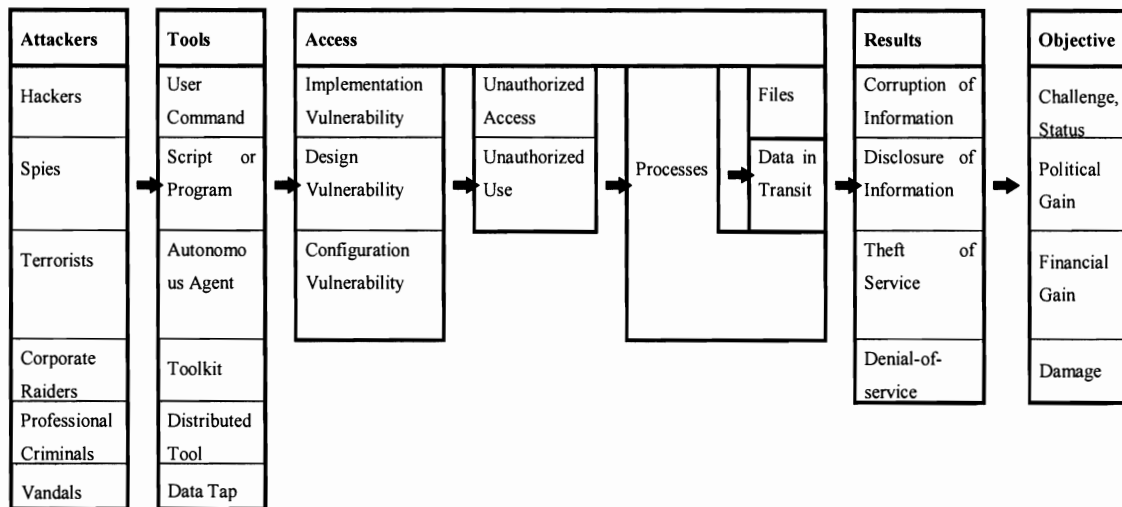 Attackers
Hackers
Spies
Terrorists
Corporate
Raiders
Professional
Criminals
Vandals
Tools
User
Command
Script or
Program
Autonomo
us Agent
Toolkit
Distributed
Tool
Data Tap
Access
Implementation
Vulnerability
Design
Vulnerability
Configuration
Vulnerability
Unauthorized
Access
Unauthorized
Use
Processes
Files
Data in
Transit
Results
Corruption of
Information
Disclosure of
Information
Theft of
Service
Denial-of-
service
Objective
Challenge,
Status
Political
Gain
Financial
Gain
Damage